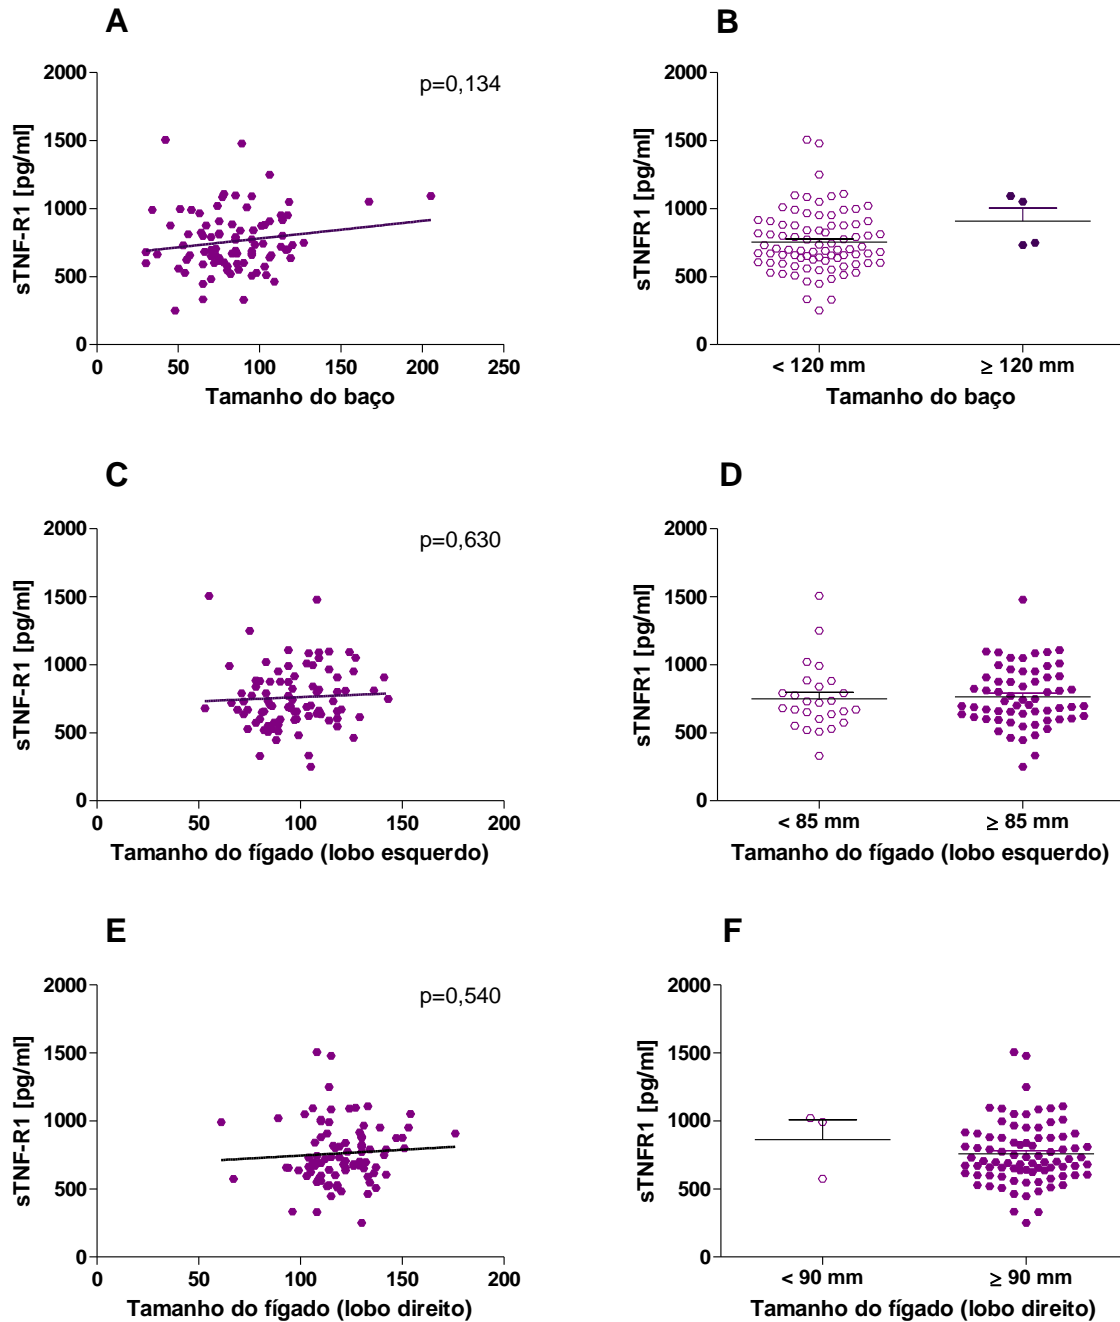 A
2000
1500
1000
500
0
sTNF-R1 [pg/ml]
p=0,134
0 50 100 150 200 250
Tamanho do baço
B
2000
1500
1000
500
0
sTNFR1 [pg/ml]
< 120 mm ≥ 120 mm
Tamanho do baço
C
2000
1500
1000
500
0
sTNF-R1 [pg/ml]
p=0,630
0 50 100 150 200
Tamanho do fígado (lobo esquerdo)
D
2000
1500
1000
500
0
sTNFR1 [pg/ml]
< 85 mm ≥ 85 mm
Tamanho do fígado (lobo esquerdo)
E
2000
1500
1000
500
0
sTNF-R1 [pg/ml]
p=0,540
0 50 100 150 200
Tamanho do fígado (lobo direito)
F
2000
1500
1000
500
0
sTNFR1 [pg/ml]
< 90 mm ≥ 90 mm
Tamanho do fígado (lobo direito)